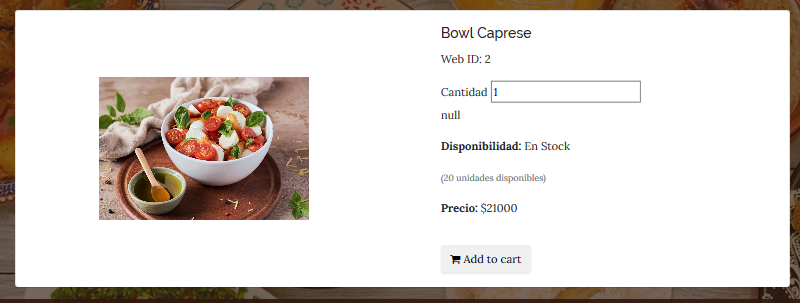 Bowl Caprese
Web ID: 2
Cantidad 1
null
Disponibilidad: En Stock
(20 unidades disponibles)
Precio: $21000
Add to cart